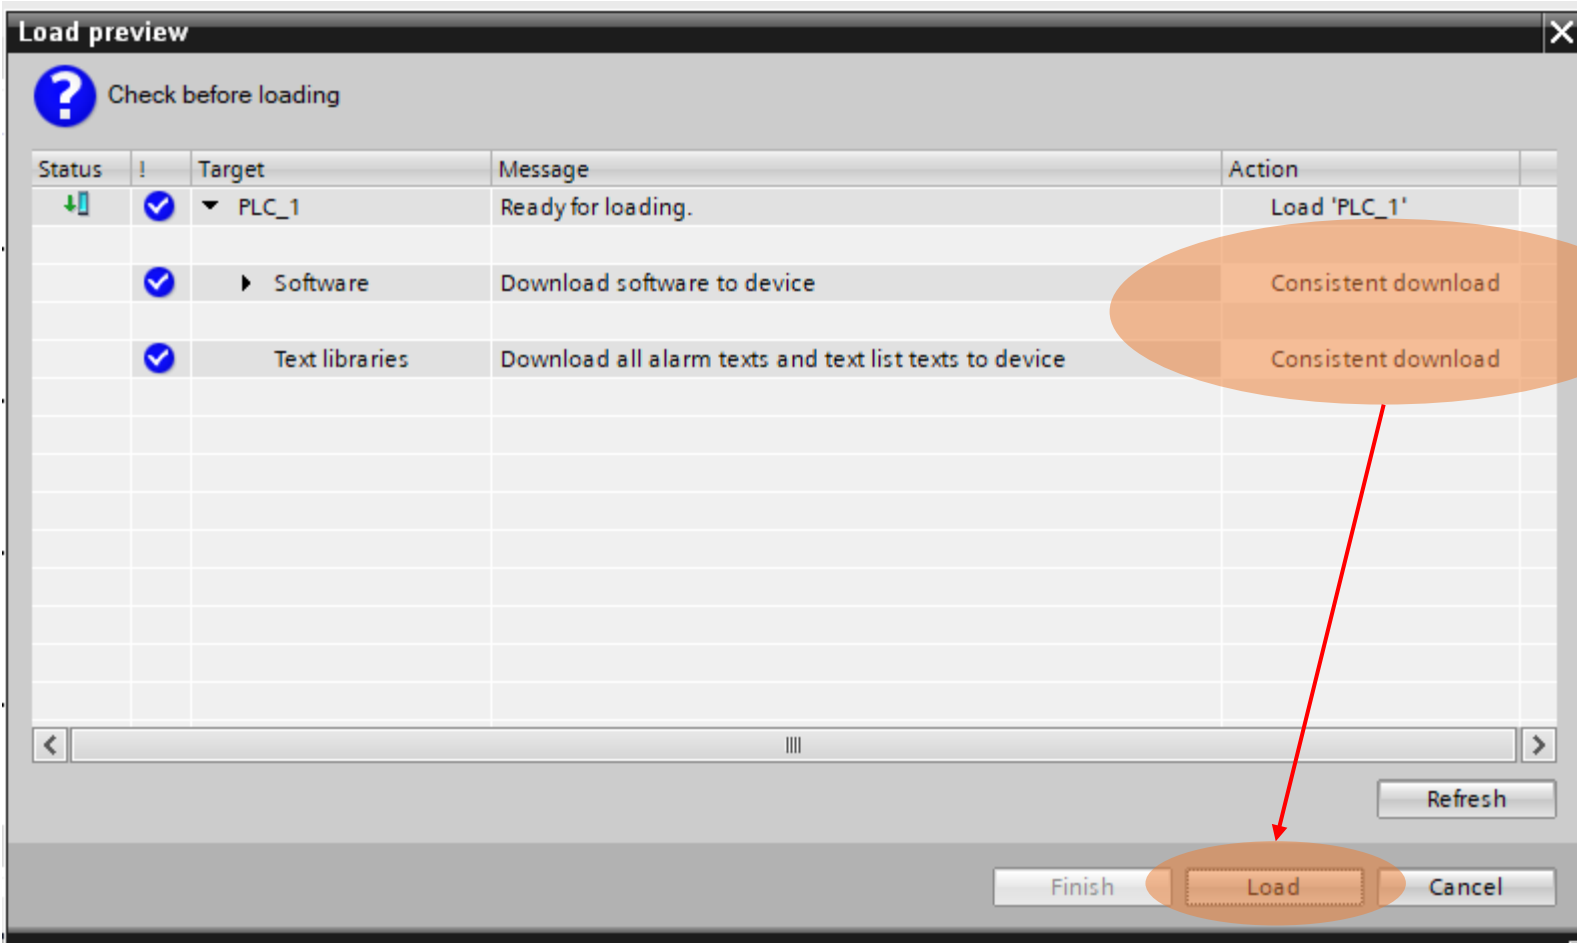 Load preview
Check before loading
Status ! Target Message Action
PLC_1 Ready for loading. Load 'PLC_1'
Software Download software to device Consistent download
Text libraries Download all alarm texts and text list texts to device Consistent download
Refresh
Finish Load Cancel